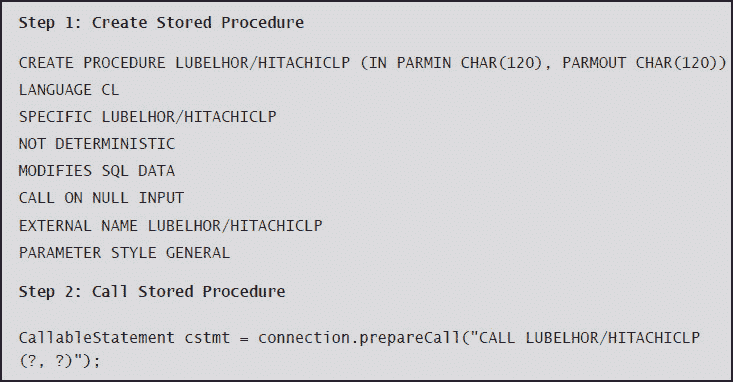 Step 1: Create Stored Procedure
CREATE PROCEDURE LUBELHOR/HITACHICLP (IN PARMIN CHAR(120), PARMOUT CHAR(120))
LANGUAGE CL
SPECIFIC LUBELHOR/HITACHICLP
NOT DETERMINISTIC
MODIFIES SQL DATA
CALL ON NULL INPUT
EXTERNAL NAME LUBELHOR/HITACHICLP
PARAMETER STYLE GENERAL
Step 2: Call Stored Procedure
CallableStatement cstmt = connection.prepareCall("CALL LUBELHOR/HITACHICLP
(?, ?)");